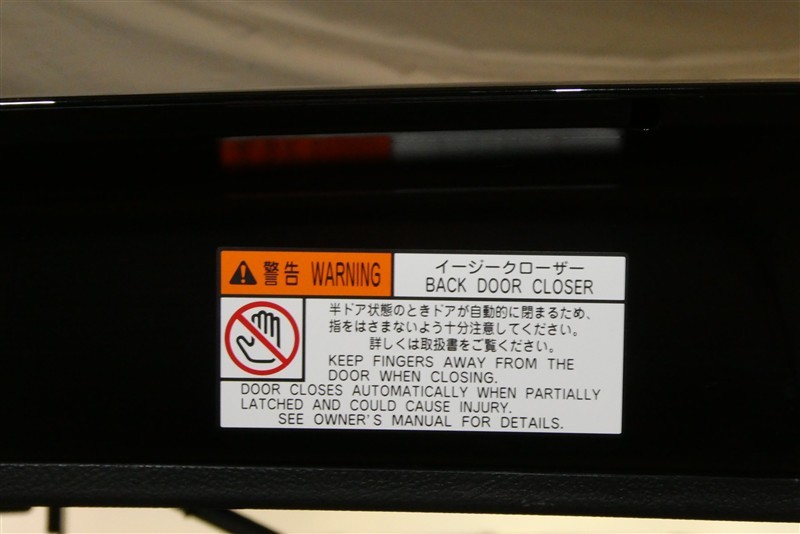 警告 WARNING
イージークローザー
BACK DOOR CLOSER
半ドア状態のときドアが自動的に閉まるため、
指をはさまないよう十分注意してください。
詳しくは取扱書をご覧ください。
KEEP FINGERS AWAY FROM THE
DOOR WHEN CLOSING.
DOOR CLOSES AUTOMATICALLY WHEN PARTIALLY
LATCHED AND COULD CAUSE INJURY.
SEE OWNER'S MANUAL FOR DETAILS.